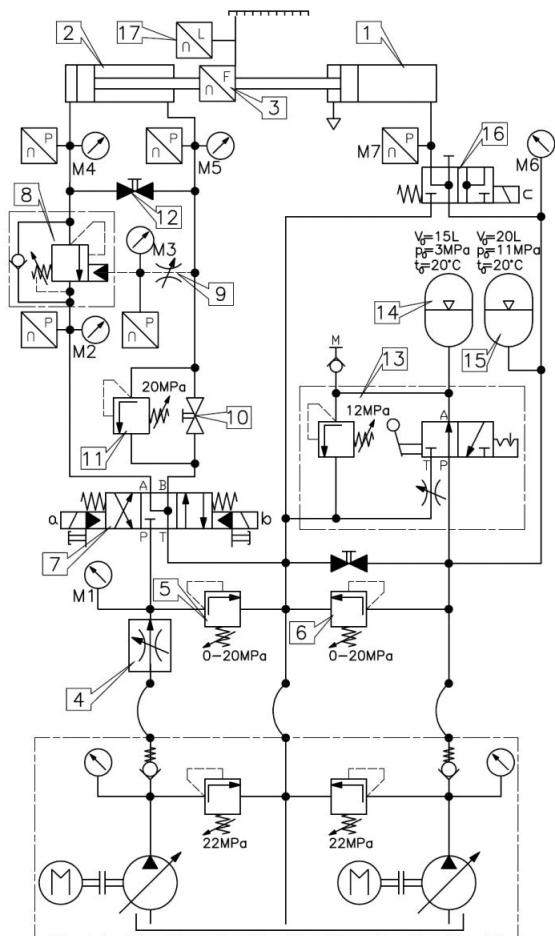 2
17
n L
n F
3
1
n P
M4
n P
M5
M7
n P
16
M6
c
8
12
M3
n P
9
V₀=15L
p₀=3MPa
t₀=20°C
V₀=20L
p₀=11MPa
t₀=20°C
14
15
n P
M2
M
13
20MPa
10
11
12MPa
A
T P
A B
a
b
P T
7
M1
5
6
0-20MPa
0-20MPa
4
22MPa
22MPa
M
M